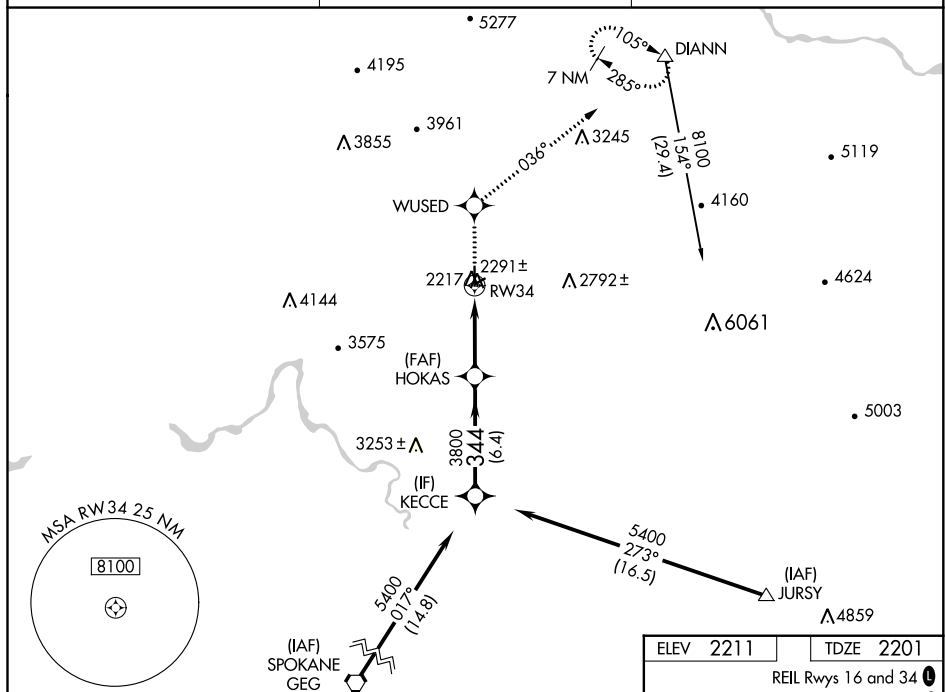 5277
105°
DIANN
4195
7 NM
285°
3961
3855
3245
8100
154°
(29.4)
5119
036°
4160
WUSED
2291±
2217
RW34
2792±
4624
4144
6061
3575
(FAF)
HOKAS
5003
3253±
3800
344
(6.4)
(IF)
KECCE
MSA RW34 25 NM
8100
5400
273°
(16.5)
5400
017°
(14.8)
(IAF)
JURSY
4859
(IAF)
SPOKANE
GEG
ELEV 2211
TDZE 2201
REIL Rwys 16 and 34 L